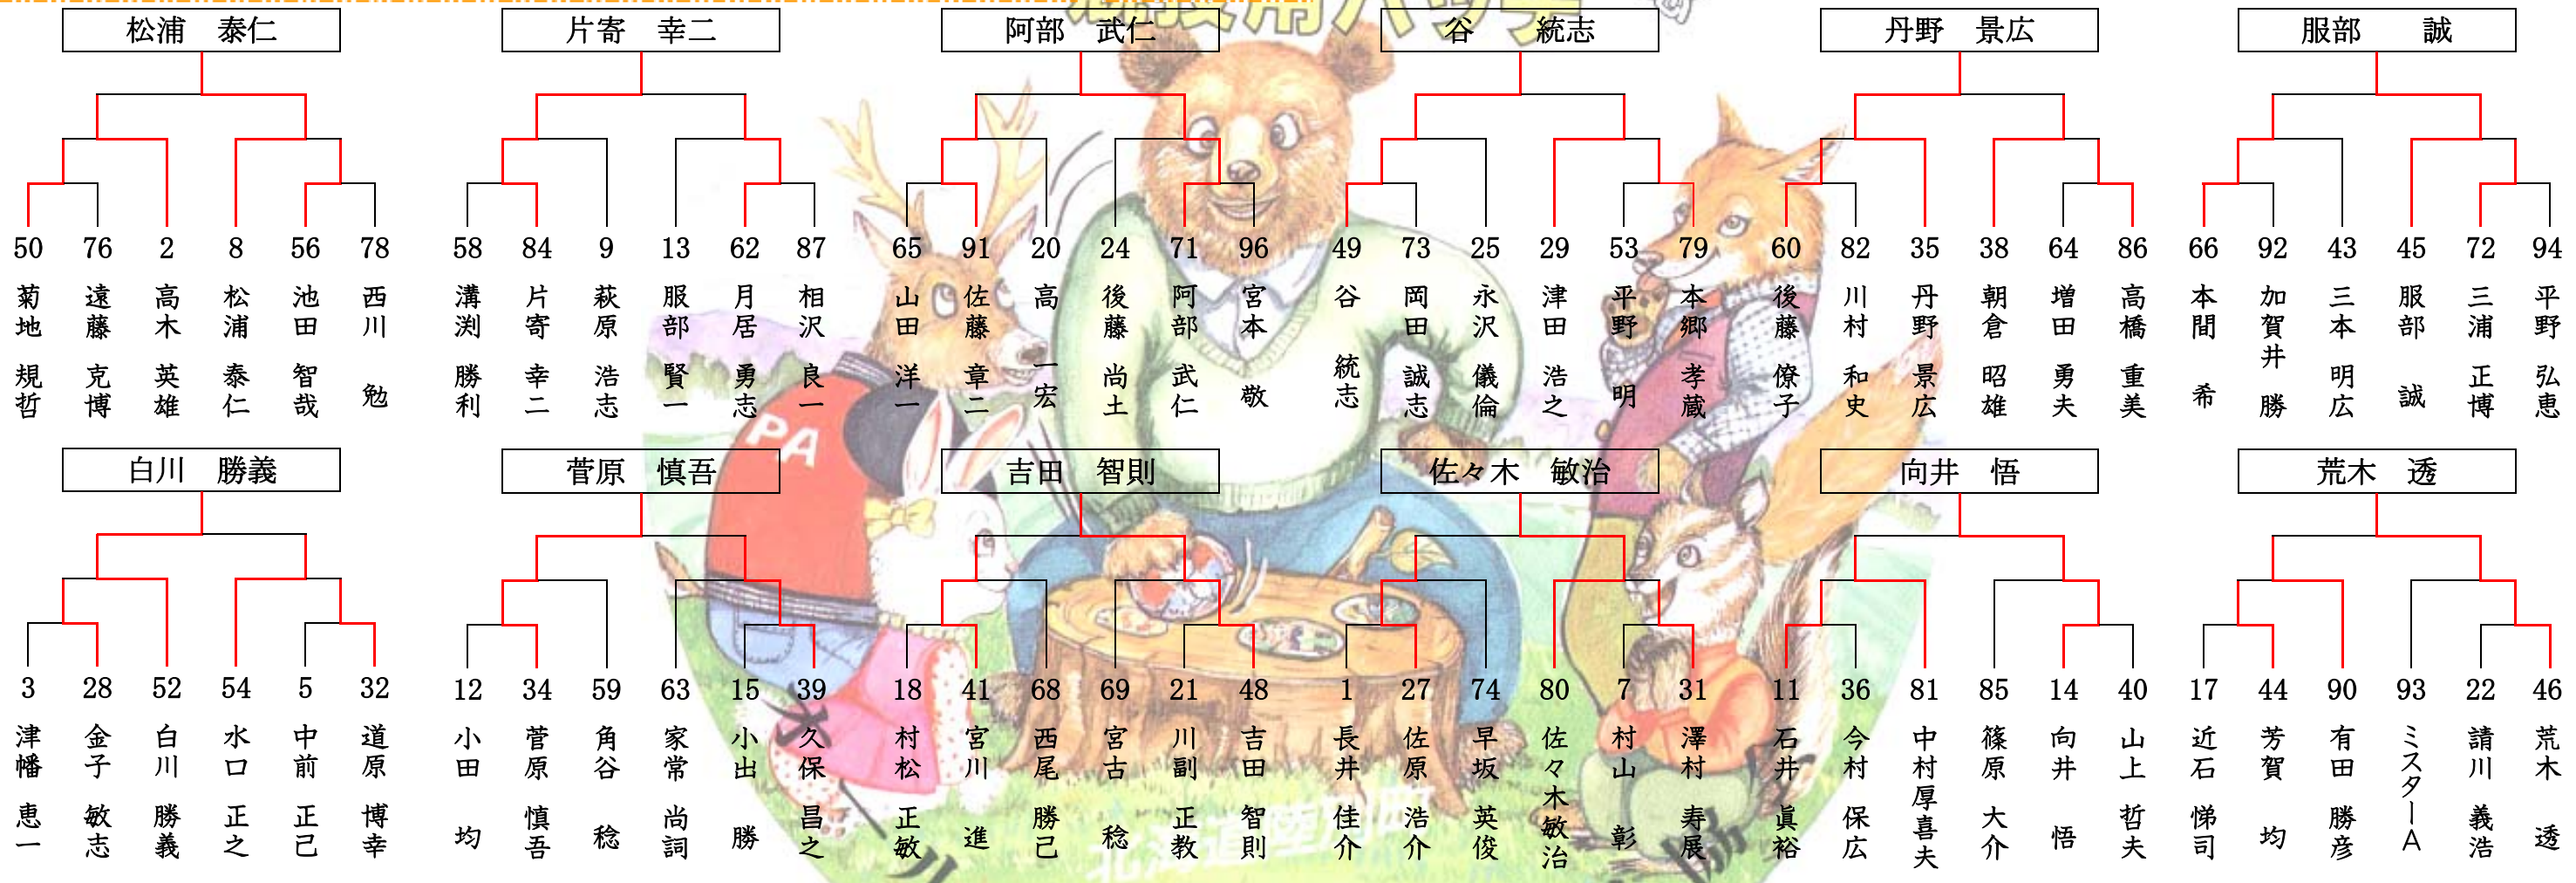 松浦 泰仁
片寄 幸二
阿部 武仁
谷 統志
丹野 景広
服部 誠
50 76 2 8 56 78
58 84 9 13 62 87
65 91 20 24 71 96
49 73 25 29 53 79
60 82 35 38 64 86
66 92 43 45 72 94
菊地 規哲
遠藤 克博
高木 英雄
松浦 泰仁
池田 智哉
西川 勉
溝渕 勝利
片寄 幸二
萩原 浩志
服部 賢一
月居 勇志
相沢 良一
山田 洋一
佐藤 章二
高 一宏
後藤 尚土
阿部 武仁
宮本 敬
谷 統志
岡田 誠志
永沢 儀倫
津田 浩之
平野 明
本郷 孝蔵
後藤 僚子
川村 和史
丹野 景広
朝倉 昭雄
増田 勇夫
高橋 重美
本間 希
加賀井 勝
三本 明広
服部 誠
三浦 正博
平野 弘恵
白川 勝義
菅原 慎吾
吉田 智則
佐々木 敏治
向井 悟
荒木 透
3 28 52 54 5 32
12 34 59 63 15 39
18 41 68 69 21 48
1 27 74 80 7 31
11 36 81 85 14 40
17 44 90 93 22 46
津幡 恵一
金子 敏志
白川 勝義
水口 正之
中前 正己
道原 博幸
小田 均
菅原 慎吾
角谷 稔
家常 尚詞
小出 勝
久保 昌之
村松 正敏
宮川 進
西尾 勝己
宮古 稔
川副 正教
吉田 智則
長井 佳介
佐原 浩介
早坂 英俊
佐々木 敏治
村山 彰
澤村 寿展
石井 眞裕
今村 保広
中村 厚喜夫
篠原 大介
向井 悟
山上 哲夫
近石 悌司
芳賀 均
有田 勝彦
ミスターA
請川 義浩
荒木 透
PA